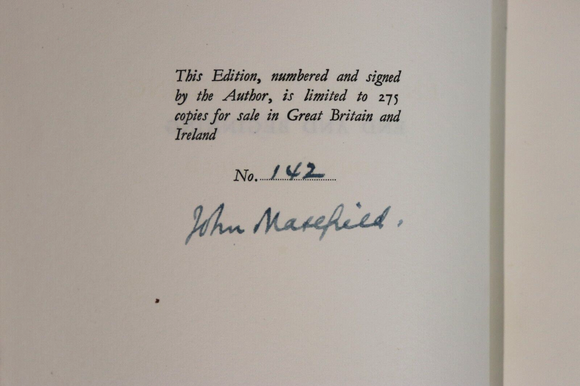 This Edition, numbered and signed
by the Author, is limited to 275
copies for sale in Great Britain and
Ireland
No. 142
John Masefield.